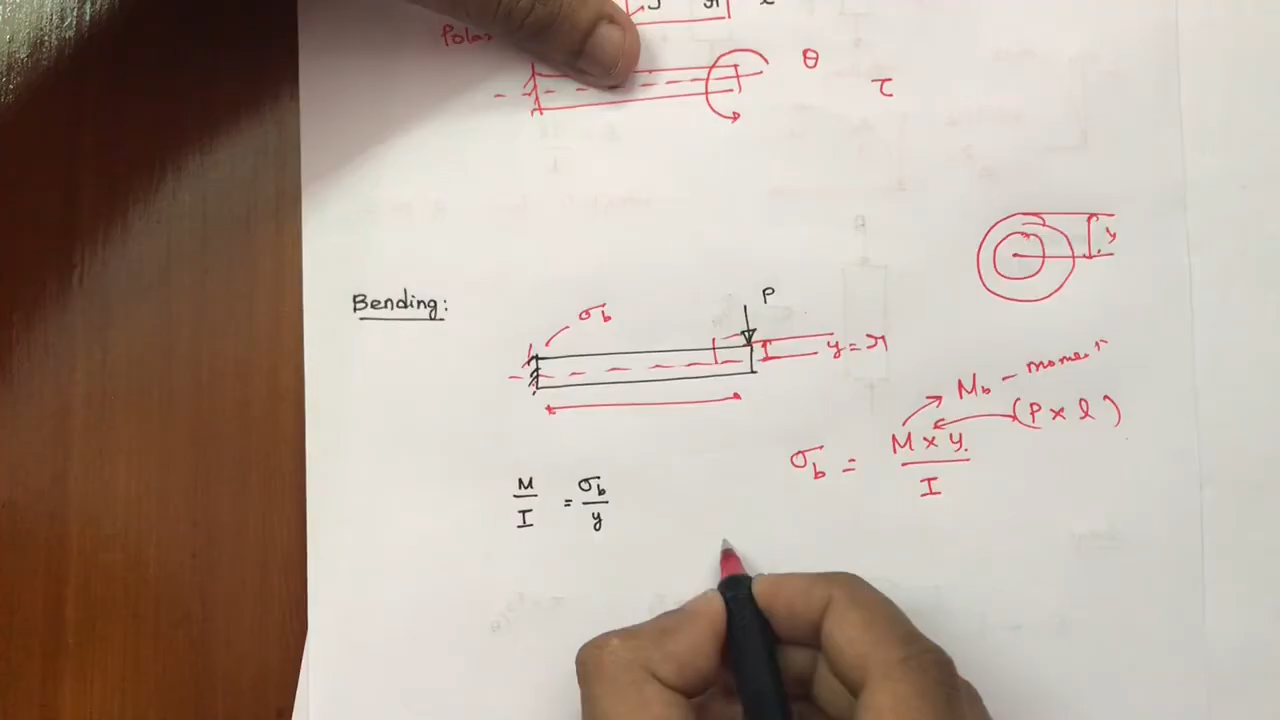 θ
τ
y
Bending:
σb
P
y = r
Mb - moment
(P × l)
σb = M × y / I
M / I = σb / y